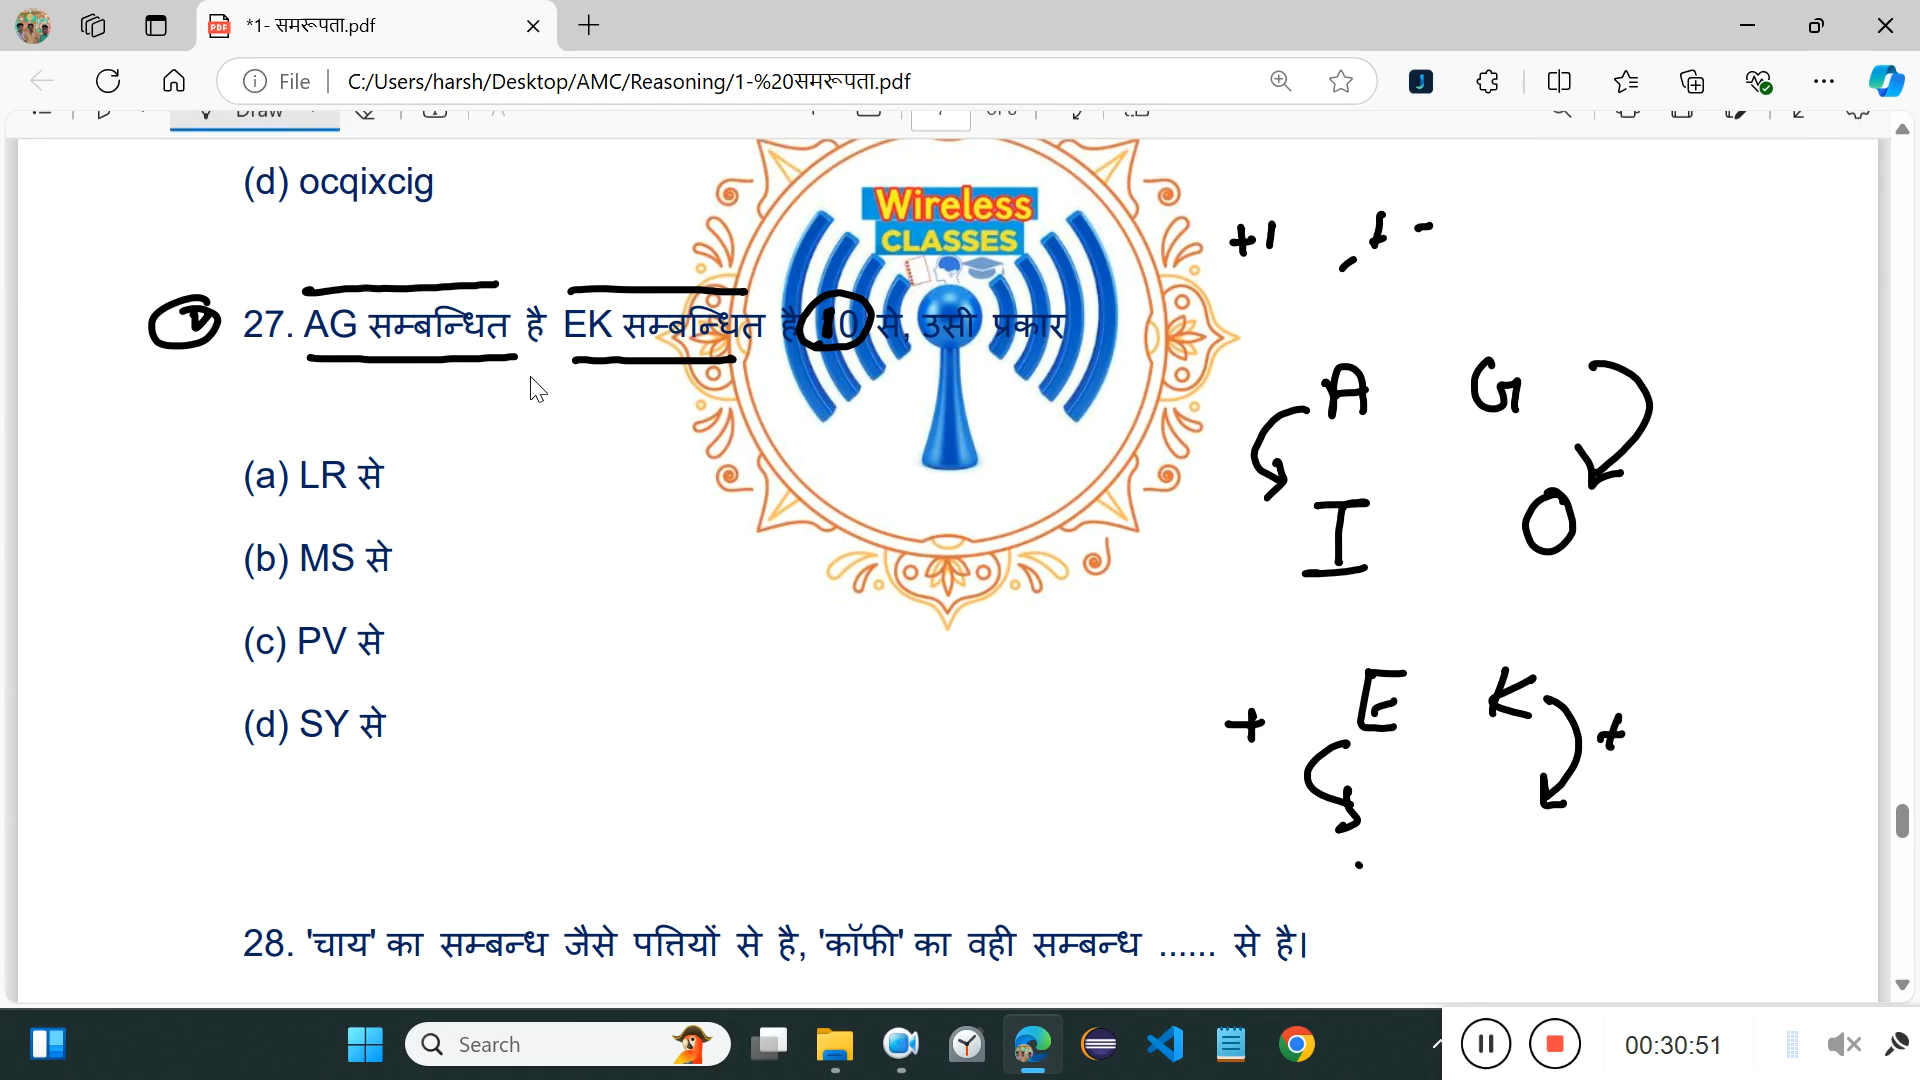 *1- समरूपता.pdf
File C:/Users/harsh/Desktop/AMC/Reasoning/1-%20समरूपता.pdf
Draw
(d) ocqixcig
Wireless
CLASSES
+1
27. AG सम्बन्धित है EK सम्बन्धित है 10 से, उसी प्रकार
A G
(a) LR से
I O
(b) MS से
(c) PV से
E K
(d) SY से
+ +
28. 'चाय' का सम्बन्ध जैसे पत्तियों से है, 'कॉफी' का वही सम्बन्ध ...... से है।
Search
00:30:51